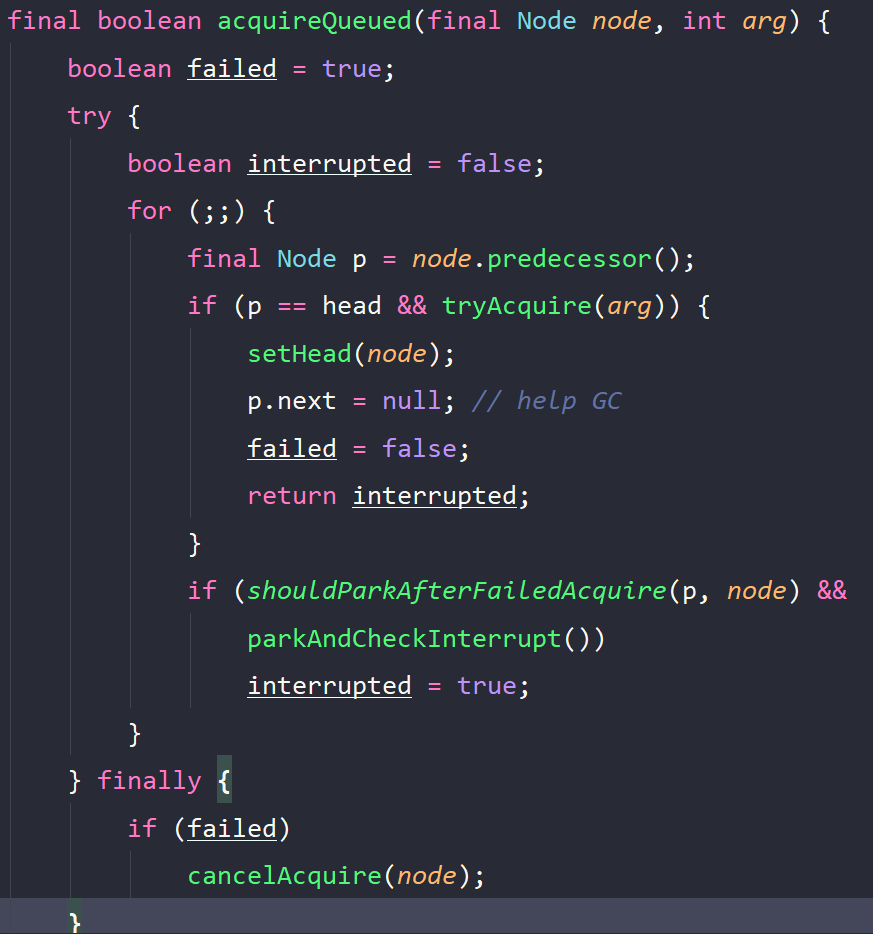 final boolean acquireQueued(final Node node, int arg) {
    boolean failed = true;
    try {
        boolean interrupted = false;
        for (;;) {
            final Node p = node.predecessor();
            if (p == head && tryAcquire(arg)) {
                setHead(node);
                p.next = null; // help GC
                failed = false;
                return interrupted;
            }
            if (shouldParkAfterFailedAcquire(p, node) &&
                parkAndCheckInterrupt())
                interrupted = true;
        }
    } finally {
        if (failed)
            cancelAcquire(node);
    }